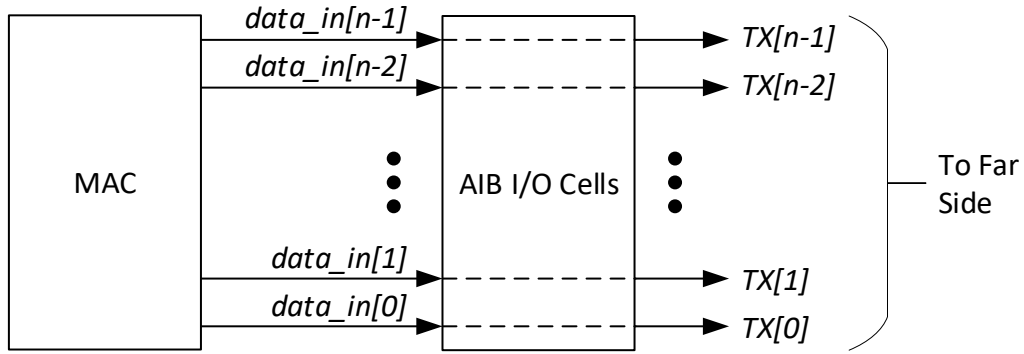 data_in[n-1]
TX[n-1]
data_in[n-2]
TX[n-2]
MAC
AIB I/O Cells
To Far
Side
data_in[1]
TX[1]
data_in[0]
TX[0]